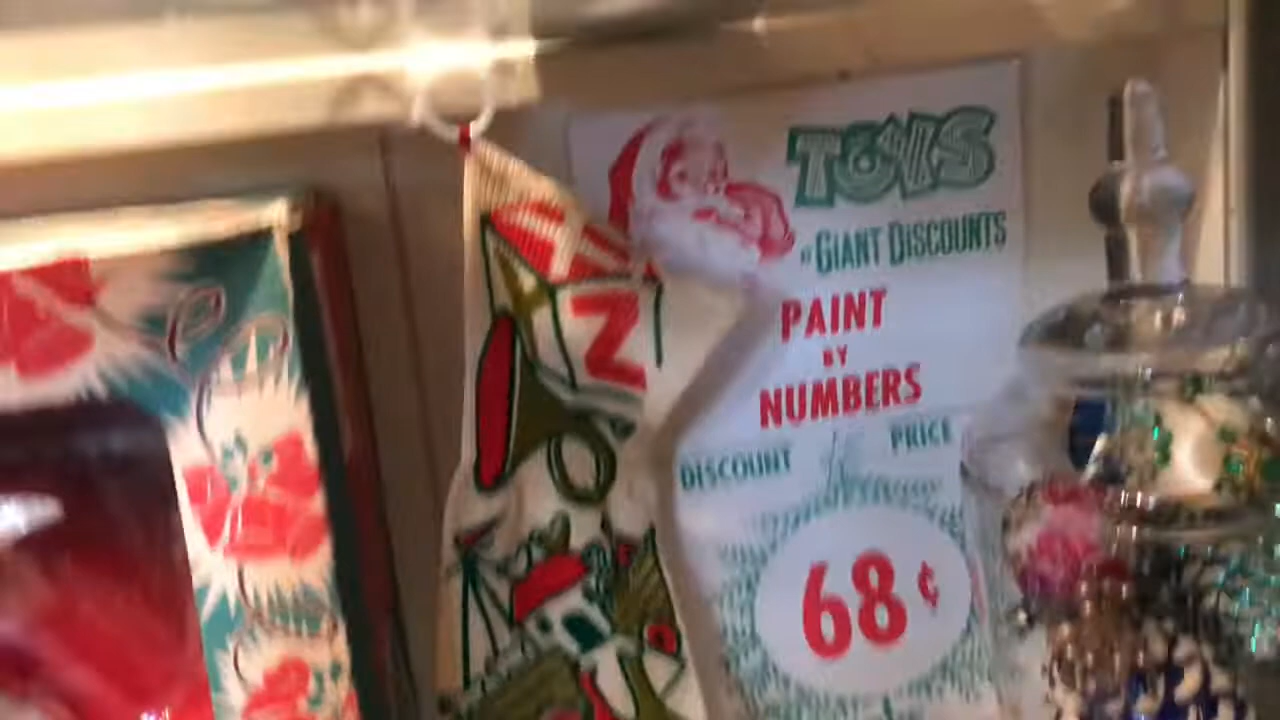 TOYS
at GIANT DISCOUNTS
PAINT
BY
NUMBERS
DISCOUNT PRICE
68¢
N